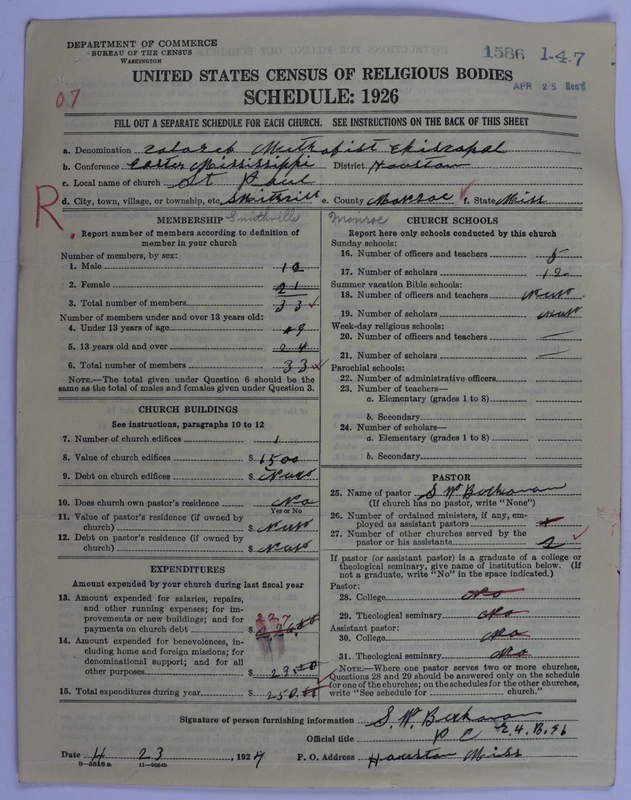 DEPARTMENT OF COMMERCE
BUREAU OF THE CENSUS
WASHINGTON
1586 1-4-7
APR 25 Rec'd
07
UNITED STATES CENSUS OF RELIGIOUS BODIES
SCHEDULE: 1926
FILL OUT A SEPARATE SCHEDULE FOR EACH CHURCH. SEE INSTRUCTIONS ON THE BACK OF THIS SHEET
a. Denomination Colored Methodist Episcopal
b. Conference Easter Mississippi District Houston
c. Local name of church St Paul
d. City, town, village, or township, etc. Smithville e. County Monroe f. State Miss
R.
Smithville Monroe
MEMBERSHIP
Report number of members according to definition of
member in your church
Number of members, by sex:
1. Male 12
2. Female 21
3. Total number of members 33
Number of members under and over 13 years old:
4. Under 13 years of age 9
5. 13 years old and over 24
6. Total number of members 33
NOTE.—The total given under Question 6 should be
same as the total of males and females given under Question 3.
CHURCH BUILDINGS
See instructions, paragraphs 10 to 12
7. Number of church edifices 1
8. Value of church edifices $ 1500
9. Debt on church edifices $ None
10. Does church own pastor's residence No
Yes or No
11. Value of pastor's residence (if owned by
church) $ None
12. Debt on pastor's residence (if owned by
church) $ None
EXPENDITURES
Amount expended by your church during last fiscal year
13. Amount expended for salaries, repairs,
and other running expenses; for im-
provements or new buildings; and for
payments on church debt $ 227
14. Amount expended for benevolences, in-
cluding home and foreign missions; for
denominational support; and for all
other purposes $ 23.00
15. Total expenditures during year $ 250.00
CHURCH SCHOOLS
Report here only schools conducted by this church
Sunday schools:
16. Number of officers and teachers 5
17. Number of scholars 12
Summer vacation Bible schools:
18. Number of officers and teachers None
19. Number of scholars None
Week-day religious schools:
20. Number of officers and teachers —
21. Number of scholars —
Parochial schools:
22. Number of administrative officers
23. Number of teachers—
a. Elementary (grades 1 to 8)
b. Secondary
24. Number of scholars—
a. Elementary (grades 1 to 8)
b. Secondary
PASTOR
25. Name of pastor S. W.
(If church has no pastor, write "None")
26. Number of ordained ministers, if any, em-
ployed as assistant pastors
27. Number of other churches served by the
pastor or his assistants 2
If pastor (or assistant pastor) is a graduate of a college or
theological seminary, give name of institution below. (If
not a graduate, write "No" in the space indicated.)
Pastor:
28. College No
29. Theological seminary No
Assistant pastor:
30. College No
31. Theological seminary No
NOTE.—Where one pastor serves two or more churches,
Questions 28 and 29 should be answered only on the schedule
for one of the churches; on the schedules for the other churches,
write "See schedule for church."
Signature of person furnishing information S. W.
Official title P C
Date 4 23, 1927 P. O. Address Houston Miss